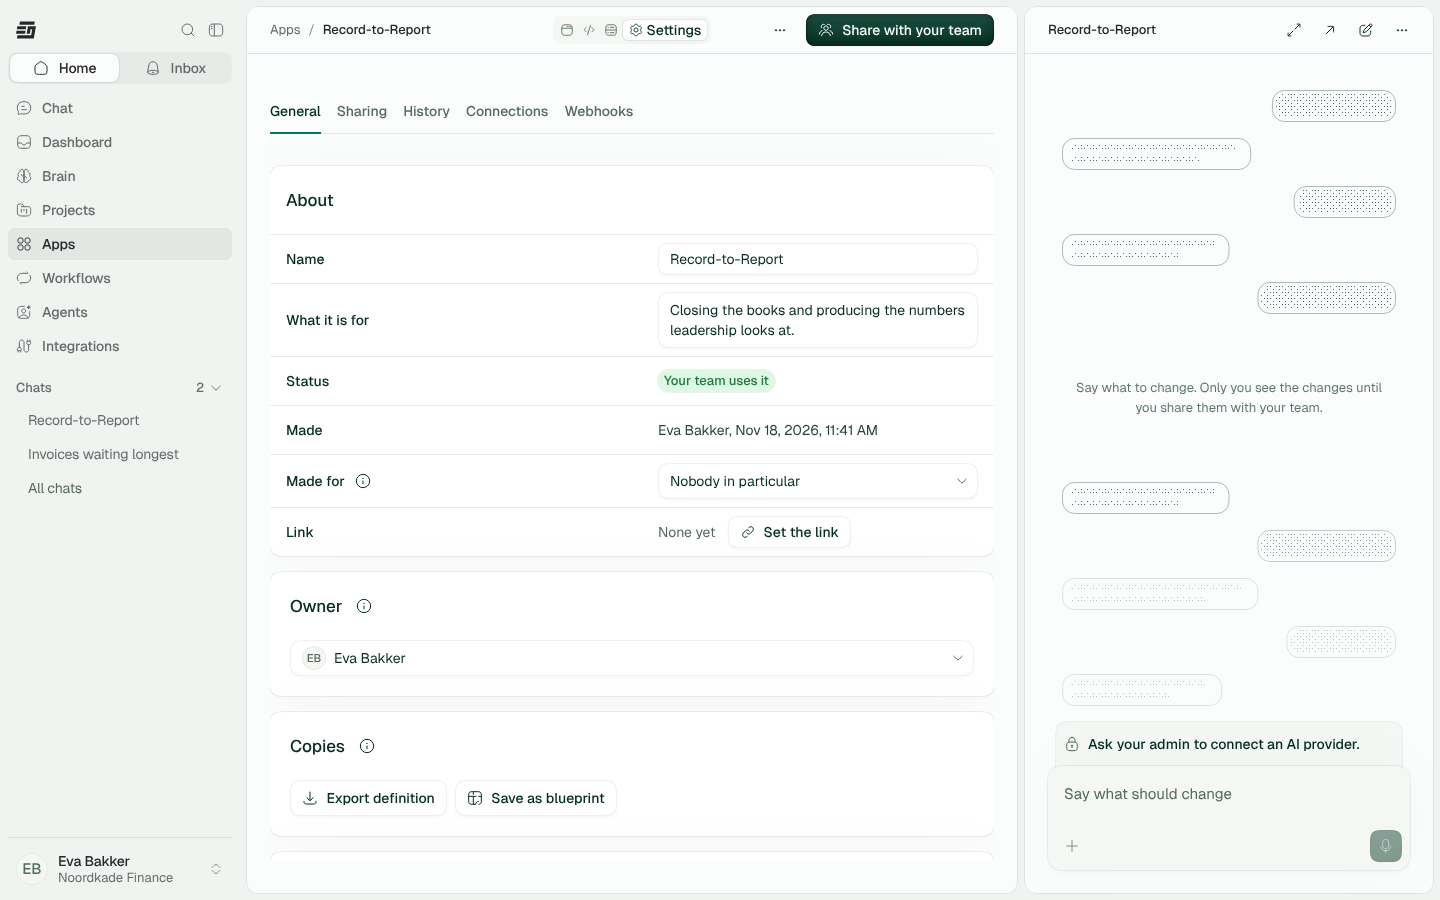 Home
Inbox
Chat
Dashboard
Brain
Projects
Apps
Workflows
Agents
Integrations
Chats 2
Record-to-Report
Invoices waiting longest
All chats
EB
Eva Bakker
Noordkade Finance
Apps / Record-to-Report
Settings
Share with your team
General
Sharing
History
Connections
Webhooks
About
Name
Record-to-Report
What it is for
Closing the books and producing the numbers
leadership looks at.
Status
Your team uses it
Made
Eva Bakker, Nov 18, 2026, 11:41 AM
Made for
Nobody in particular
Link
None yet
Set the link
Owner
EB
Eva Bakker
Copies
Export definition
Save as blueprint
Record-to-Report
Say what to change. Only you see the changes until
you share them with your team.
Ask your admin to connect an AI provider.
Say what should change